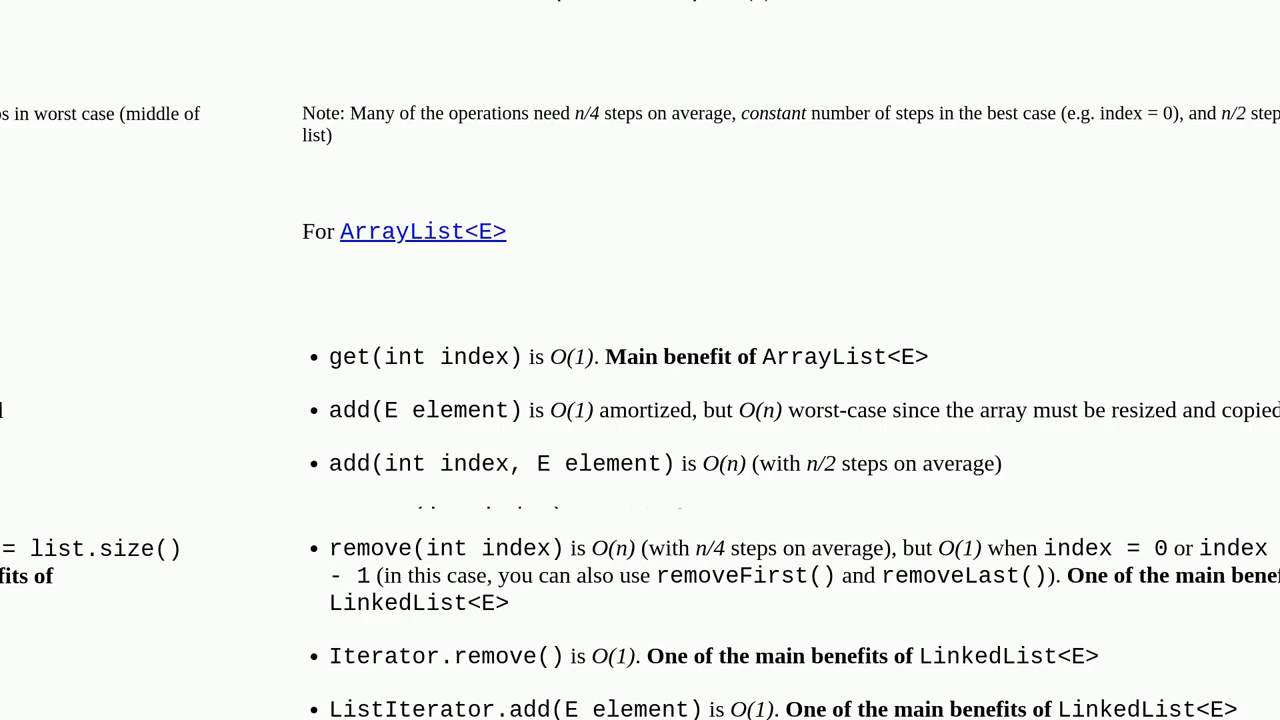 ps in worst case (middle of
Note: Many of the operations need n/4 steps on average, constant number of steps in the best case (e.g. index = 0), and n/2 step
list)
For ArrayList<E>
• get(int index) is O(1). Main benefit of ArrayList<E>
• add(E element) is O(1) amortized, but O(n) worst-case since the array must be resized and copied
• add(int index, E element) is O(n) (with n/2 steps on average)
= list.size()
• remove(int index) is O(n) (with n/4 steps on average), but O(1) when index = 0 or index
fits of
- 1 (in this case, you can also use removeFirst() and removeLast()). One of the main benef
LinkedList<E>
• Iterator.remove() is O(1). One of the main benefits of LinkedList<E>
• ListIterator.add(E element) is O(1). One of the main benefits of LinkedList<E>